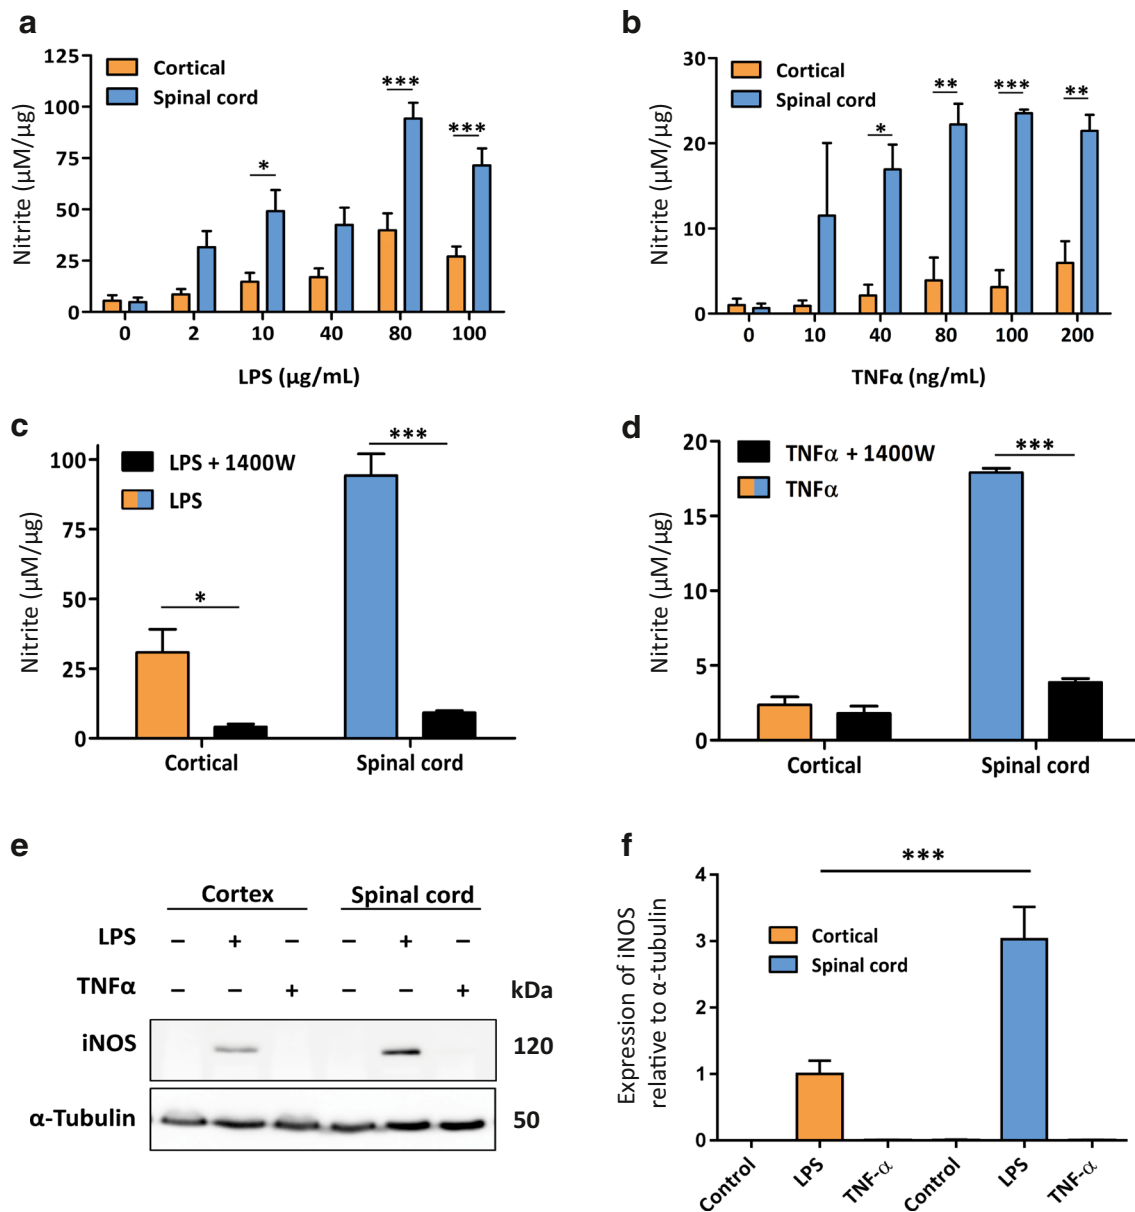 a
125
100
75
50
25
0
Nitrite (µM/µg)
Cortical
Spinal cord
*
***
***
0 2 10 40 80 100
LPS (µg/mL)
b
30
20
10
0
Nitrite (µM/µg)
Cortical
Spinal cord
*
**
***
**
0 10 40 80 100 200
TNFα (ng/mL)
c
100
75
50
25
0
Nitrite (µM/µg)
LPS + 1400W
LPS
*
***
Cortical Spinal cord
d
20
15
10
5
0
Nitrite (µM/µg)
TNFα + 1400W
TNFα
***
Cortical Spinal cord
e
Cortex Spinal cord
LPS − + − − + −
TNFα − − + − − + kDa
iNOS 120
α-Tubulin 50
f
4
3
2
1
0
Expression of iNOS
relative to α-tubulin
Cortical
Spinal cord
***
Control LPS TNF-α Control LPS TNF-α